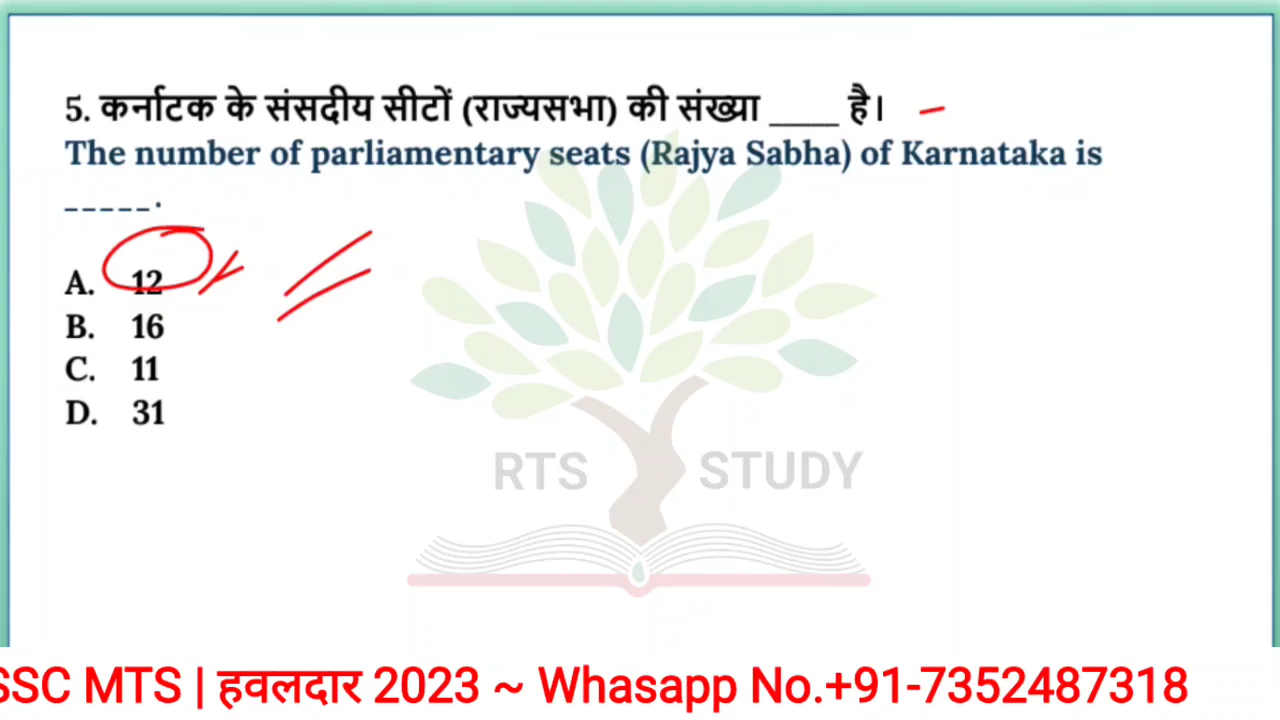 5. कर्नाटक के संसदीय सीटों (राज्यसभा) की संख्या ____ है।
The number of parliamentary seats (Rajya Sabha) of Karnataka is
_____.
A. 12
B. 16
C. 11
D. 31
RTS STUDY
SSC MTS | हवलदार 2023 ~ Whasapp No.+91-7352487318